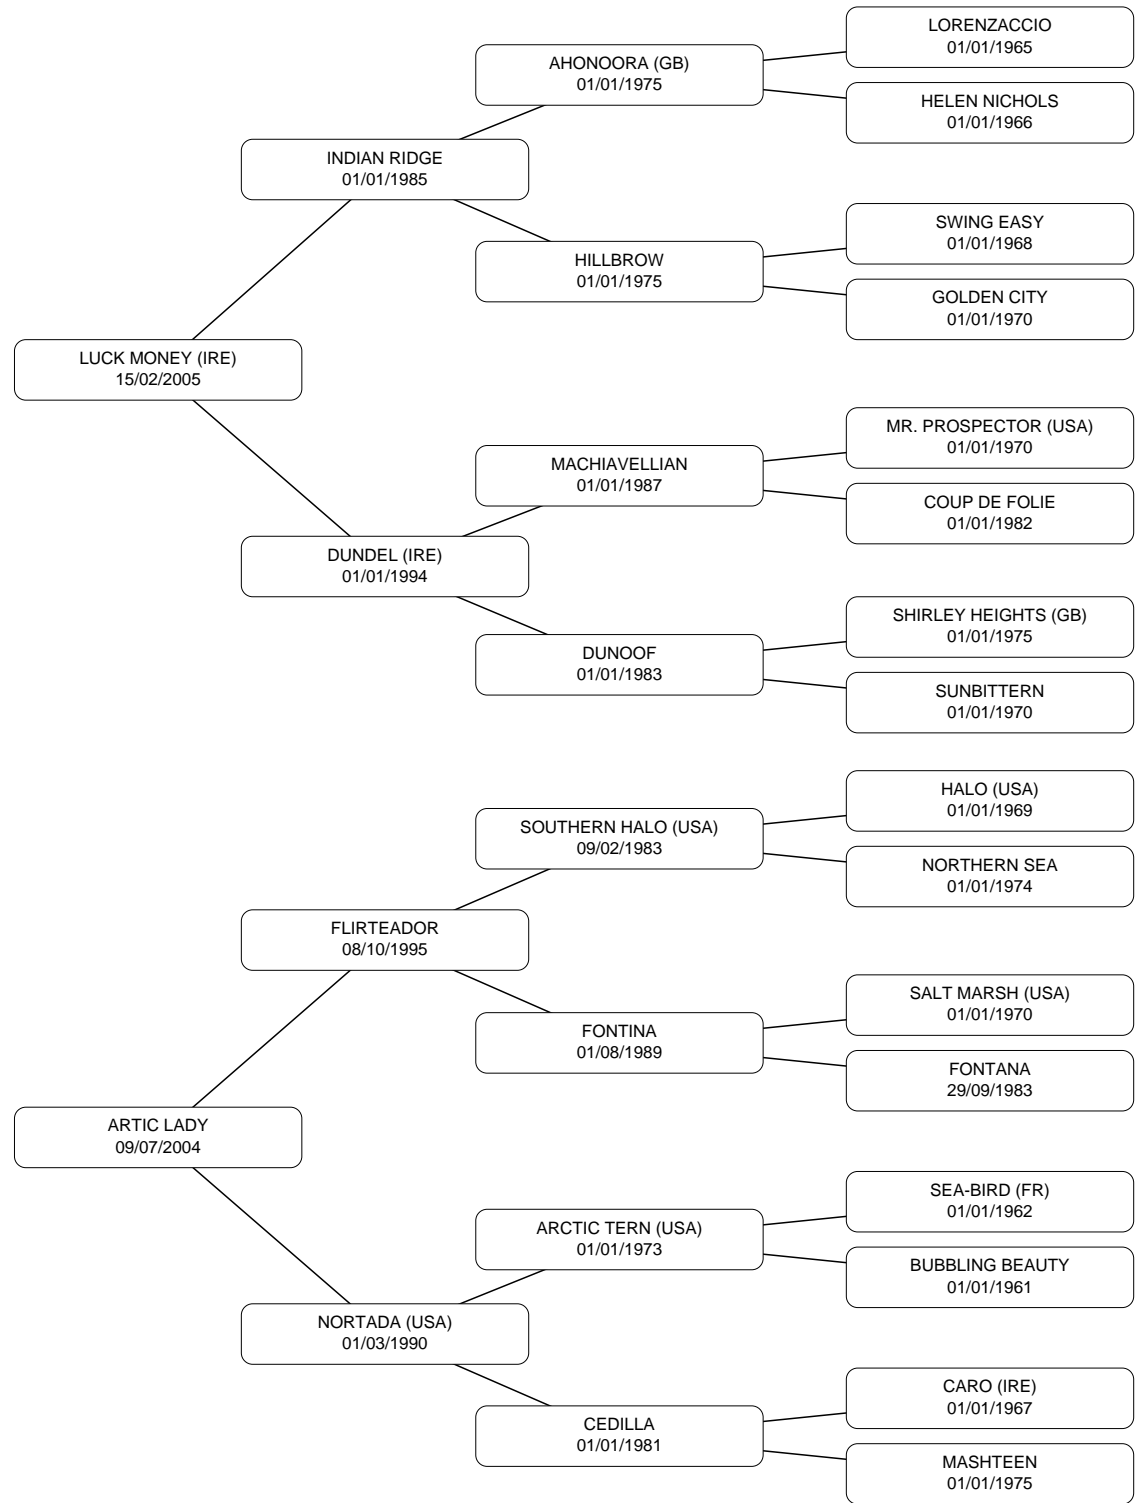 LORENZACCIO
01/01/1965
AHONOORA (GB)
01/01/1975
HELEN NICHOLS
01/01/1966
INDIAN RIDGE
01/01/1985
SWING EASY
01/01/1968
HILLBROW
01/01/1975
GOLDEN CITY
01/01/1970
LUCK MONEY (IRE)
15/02/2005
MR. PROSPECTOR (USA)
01/01/1970
MACHIAVELLIAN
01/01/1987
COUP DE FOLIE
01/01/1982
DUNDEL (IRE)
01/01/1994
SHIRLEY HEIGHTS (GB)
01/01/1975
DUNOOF
01/01/1983
SUNBITTERN
01/01/1970
HALO (USA)
01/01/1969
SOUTHERN HALO (USA)
09/02/1983
NORTHERN SEA
01/01/1974
FLIRTEADOR
08/10/1995
SALT MARSH (USA)
01/01/1970
FONTINA
01/08/1989
FONTANA
29/09/1983
ARTIC LADY
09/07/2004
SEA-BIRD (FR)
01/01/1962
ARCTIC TERN (USA)
01/01/1973
BUBBLING BEAUTY
01/01/1961
NORTADA (USA)
01/03/1990
CARO (IRE)
01/01/1967
CEDILLA
01/01/1981
MASHTEEN
01/01/1975